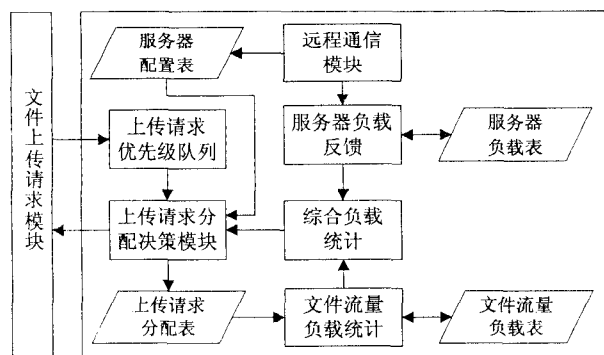 文件上传请求模块
服务器
配置表
远程通信
模块
上传请求
优先级队列
服务器负载
反馈
服务器
负载表
上传请求分
配决策模块
综合负载
统计
上传请求
分配表
文件流量
负载统计
文件流量
负载表